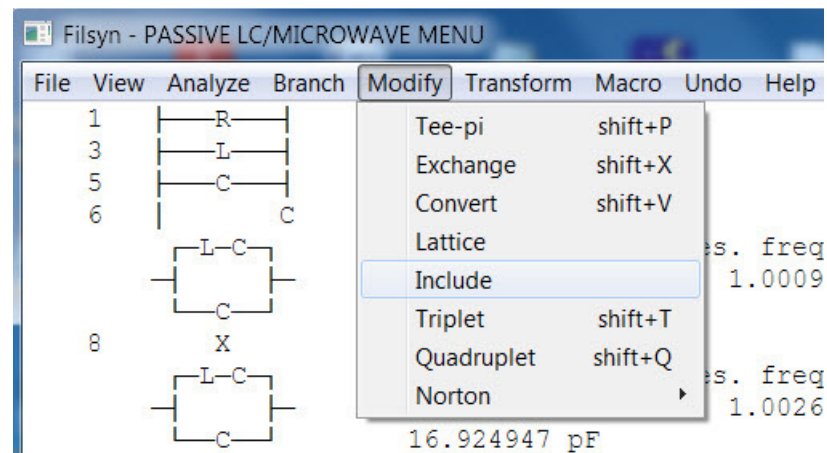 Filsyn - PASSIVE LC/MICROWAVE MENU
File View Analyze Branch Modify Transform Macro Undo Help
1 R
3 L
5 C
6 C
L-C
C
8 X
L-C
C
Tee-pi shift+P
Exchange shift+X
Convert shift+V
Lattice
Include
Triplet shift+T
Quadruplet shift+Q
Norton
freq
1.0009
freq
1.0026
16.924947 pF